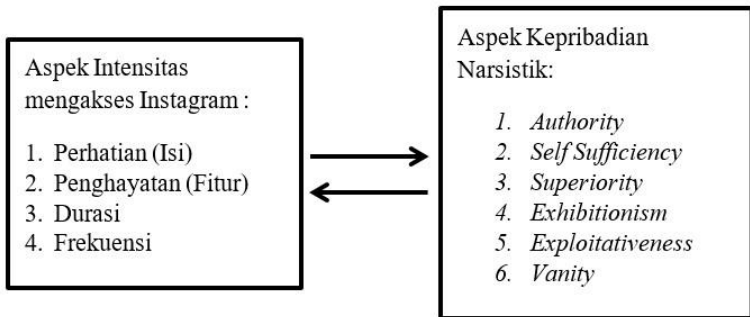 Aspek Intensitas
mengakses Instagram :
1. Perhatian (Isi)
2. Penghayatan (Fitur)
3. Durasi
4. Frekuensi
Aspek Kepribadian
Narsistik:
1. Authority
2. Self Sufficiency
3. Superiority
4. Exhibitionism
5. Exploitativeness
6. Vanity